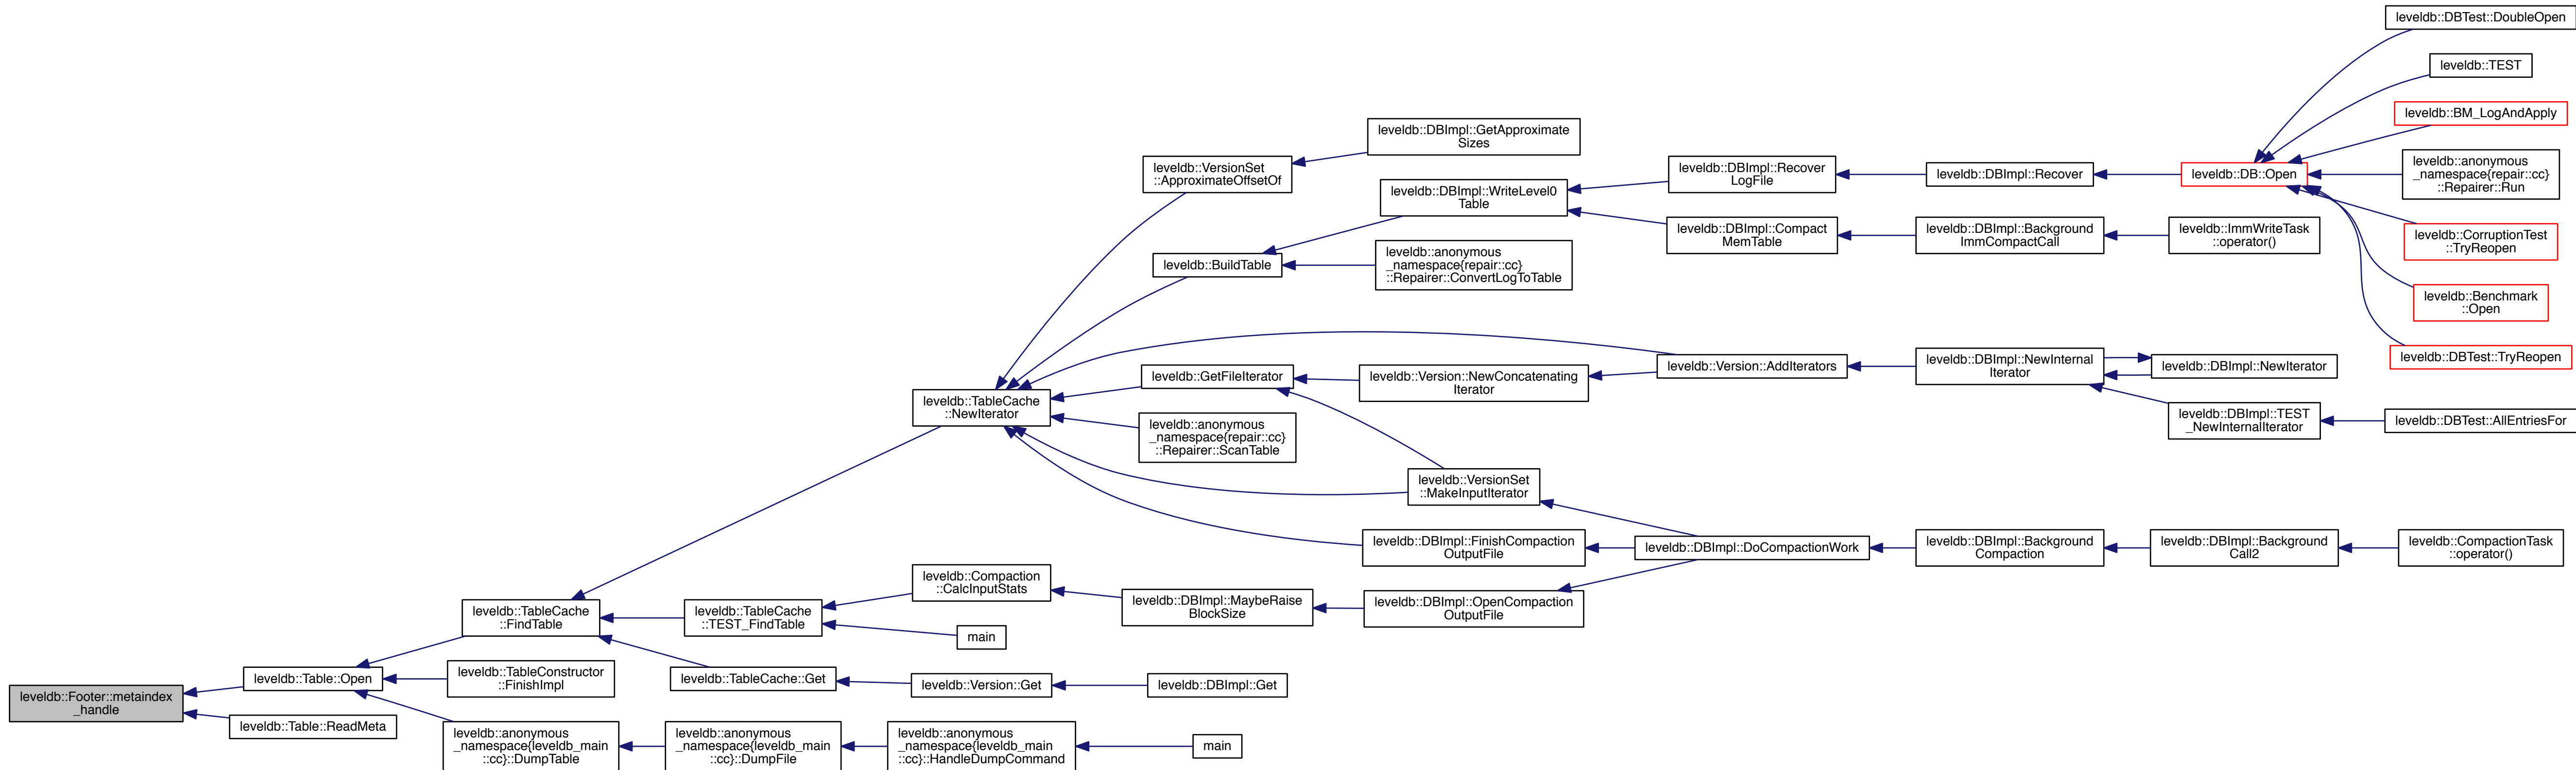 leveldb::Footer::metaindex
_handle
leveldb::Table::Open
leveldb::Table::ReadMeta
leveldb::TableCache
::FindTable
leveldb::TableConstructor
::FinishImpl
leveldb::anonymous
_namespace{leveldb_main
::cc}::DumpTable
leveldb::TableCache
::TEST_FindTable
leveldb::TableCache::Get
leveldb::anonymous
_namespace{leveldb_main
::cc}::DumpFile
leveldb::TableCache
::NewIterator
leveldb::Compaction
::CalcInputStats
main
leveldb::Version::Get
leveldb::anonymous
_namespace{leveldb_main
::cc}::HandleDumpCommand
leveldb::VersionSet
::ApproximateOffsetOf
leveldb::BuildTable
leveldb::GetFileIterator
leveldb::anonymous
_namespace{repair::cc}
::Repairer::ScanTable
leveldb::DBImpl::MaybeRaise
BlockSize
leveldb::DBImpl::Get
main
leveldb::DBImpl::GetApproximate
Sizes
leveldb::DBImpl::WriteLevel0
Table
leveldb::anonymous
_namespace{repair::cc}
::Repairer::ConvertLogToTable
leveldb::Version::NewConcatenating
Iterator
leveldb::VersionSet
::MakeInputIterator
leveldb::DBImpl::FinishCompaction
OutputFile
leveldb::DBImpl::OpenCompaction
OutputFile
leveldb::DBImpl::Recover
LogFile
leveldb::DBImpl::Compact
MemTable
leveldb::Version::AddIterators
leveldb::DBImpl::DoCompactionWork
leveldb::DBImpl::Recover
leveldb::DBImpl::Background
ImmCompactCall
leveldb::DBImpl::NewInternal
Iterator
leveldb::DBImpl::Background
Compaction
leveldb::DB::Open
leveldb::ImmWriteTask
::operator()
leveldb::DBImpl::NewIterator
leveldb::DBImpl::TEST
_NewInternalIterator
leveldb::DBImpl::Background
Call2
leveldb::DBTest::DoubleOpen
leveldb::TEST
leveldb::BM_LogAndApply
leveldb::anonymous
_namespace{repair::cc}
::Repairer::Run
leveldb::CorruptionTest
::TryReopen
leveldb::Benchmark
::Open
leveldb::DBTest::TryReopen
leveldb::DBTest::AllEntriesFor
leveldb::CompactionTask
::operator()